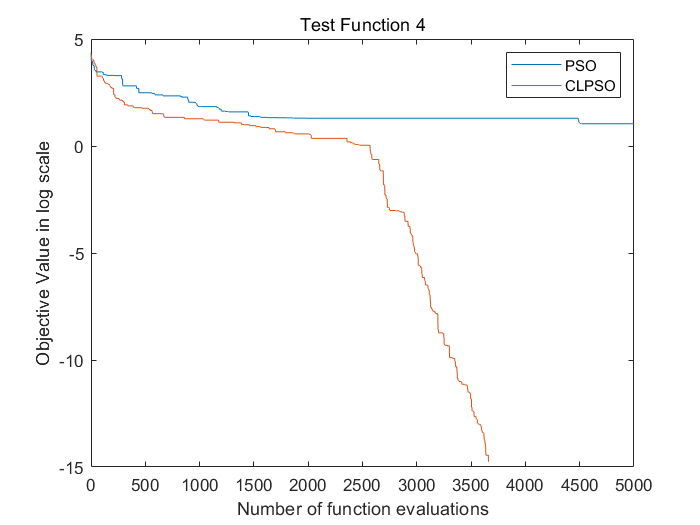 Test Function 4
5
0
-5
-10
-15
Objective Value in log scale
PSO
CLPSO
0 500 1000 1500 2000 2500 3000 3500 4000 4500 5000
Number of function evaluations